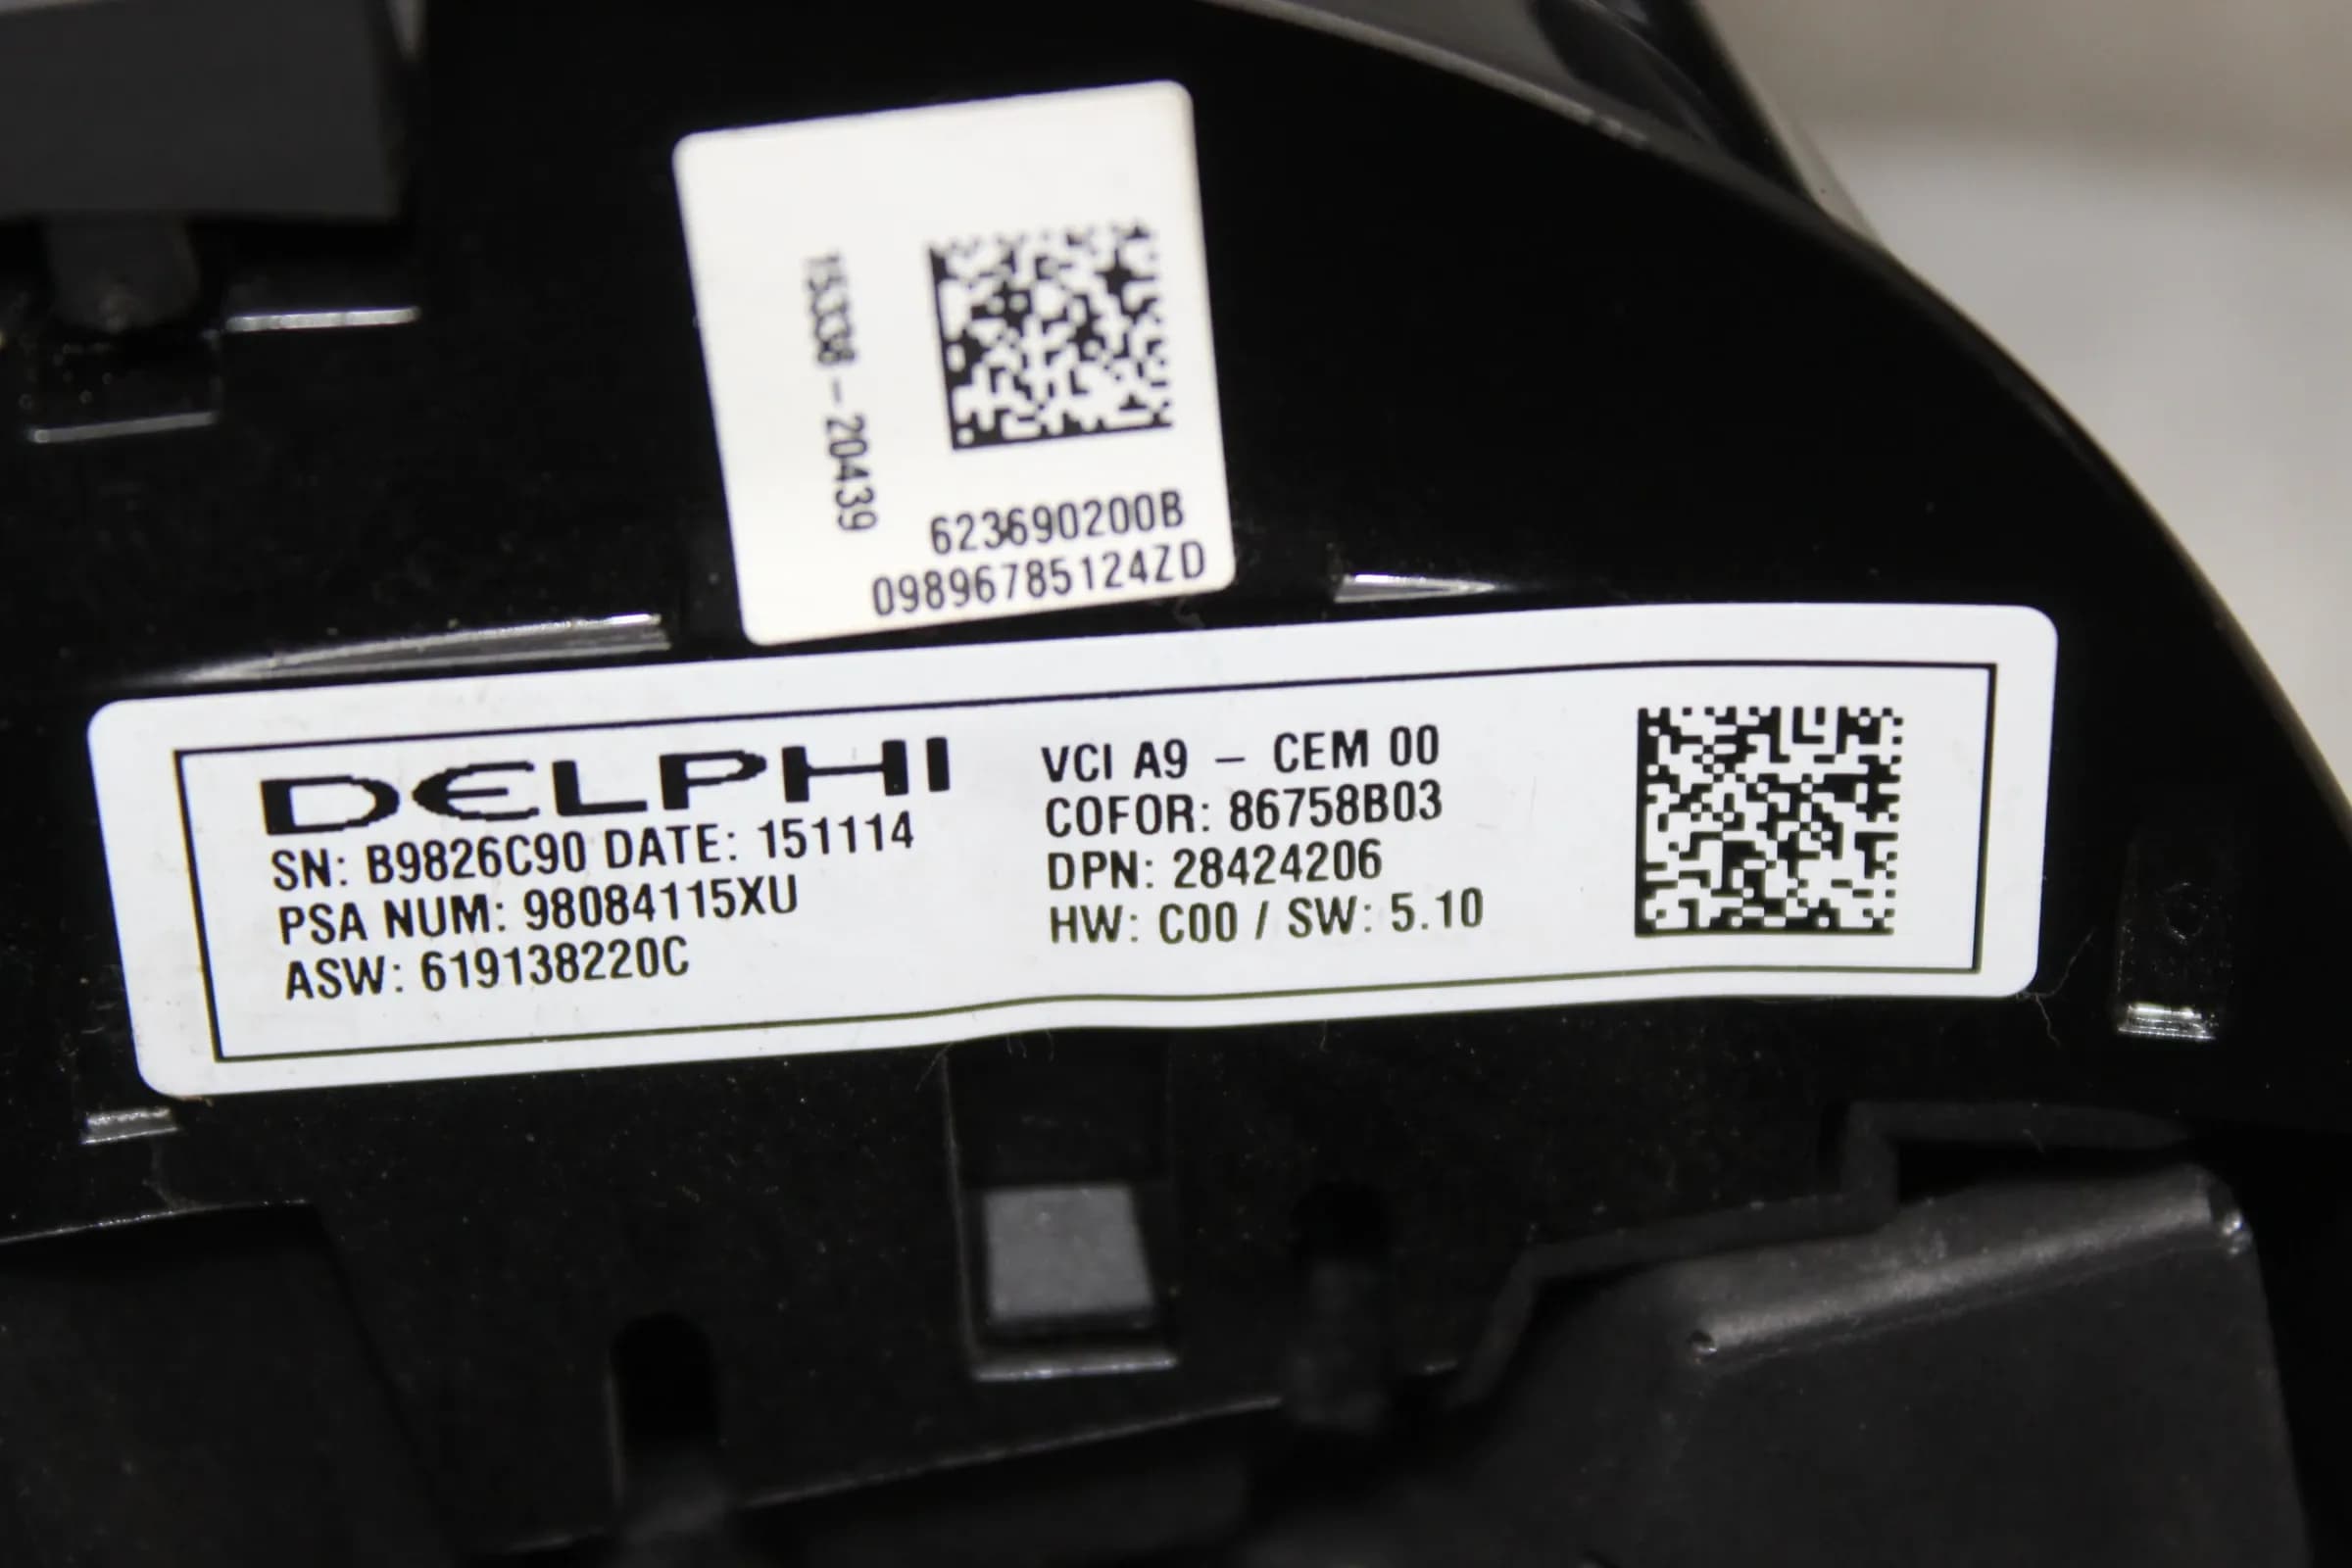 15338-20439
623690200B
09896785124ZD
DELPHI
SN: B9826C90 DATE: 151114
PSA NUM: 98084115XU
ASW: 619138220C
VCI A9 - CEM 00
COFOR: 86758B03
DPN: 28424206
HW: C00 / SW: 5.10